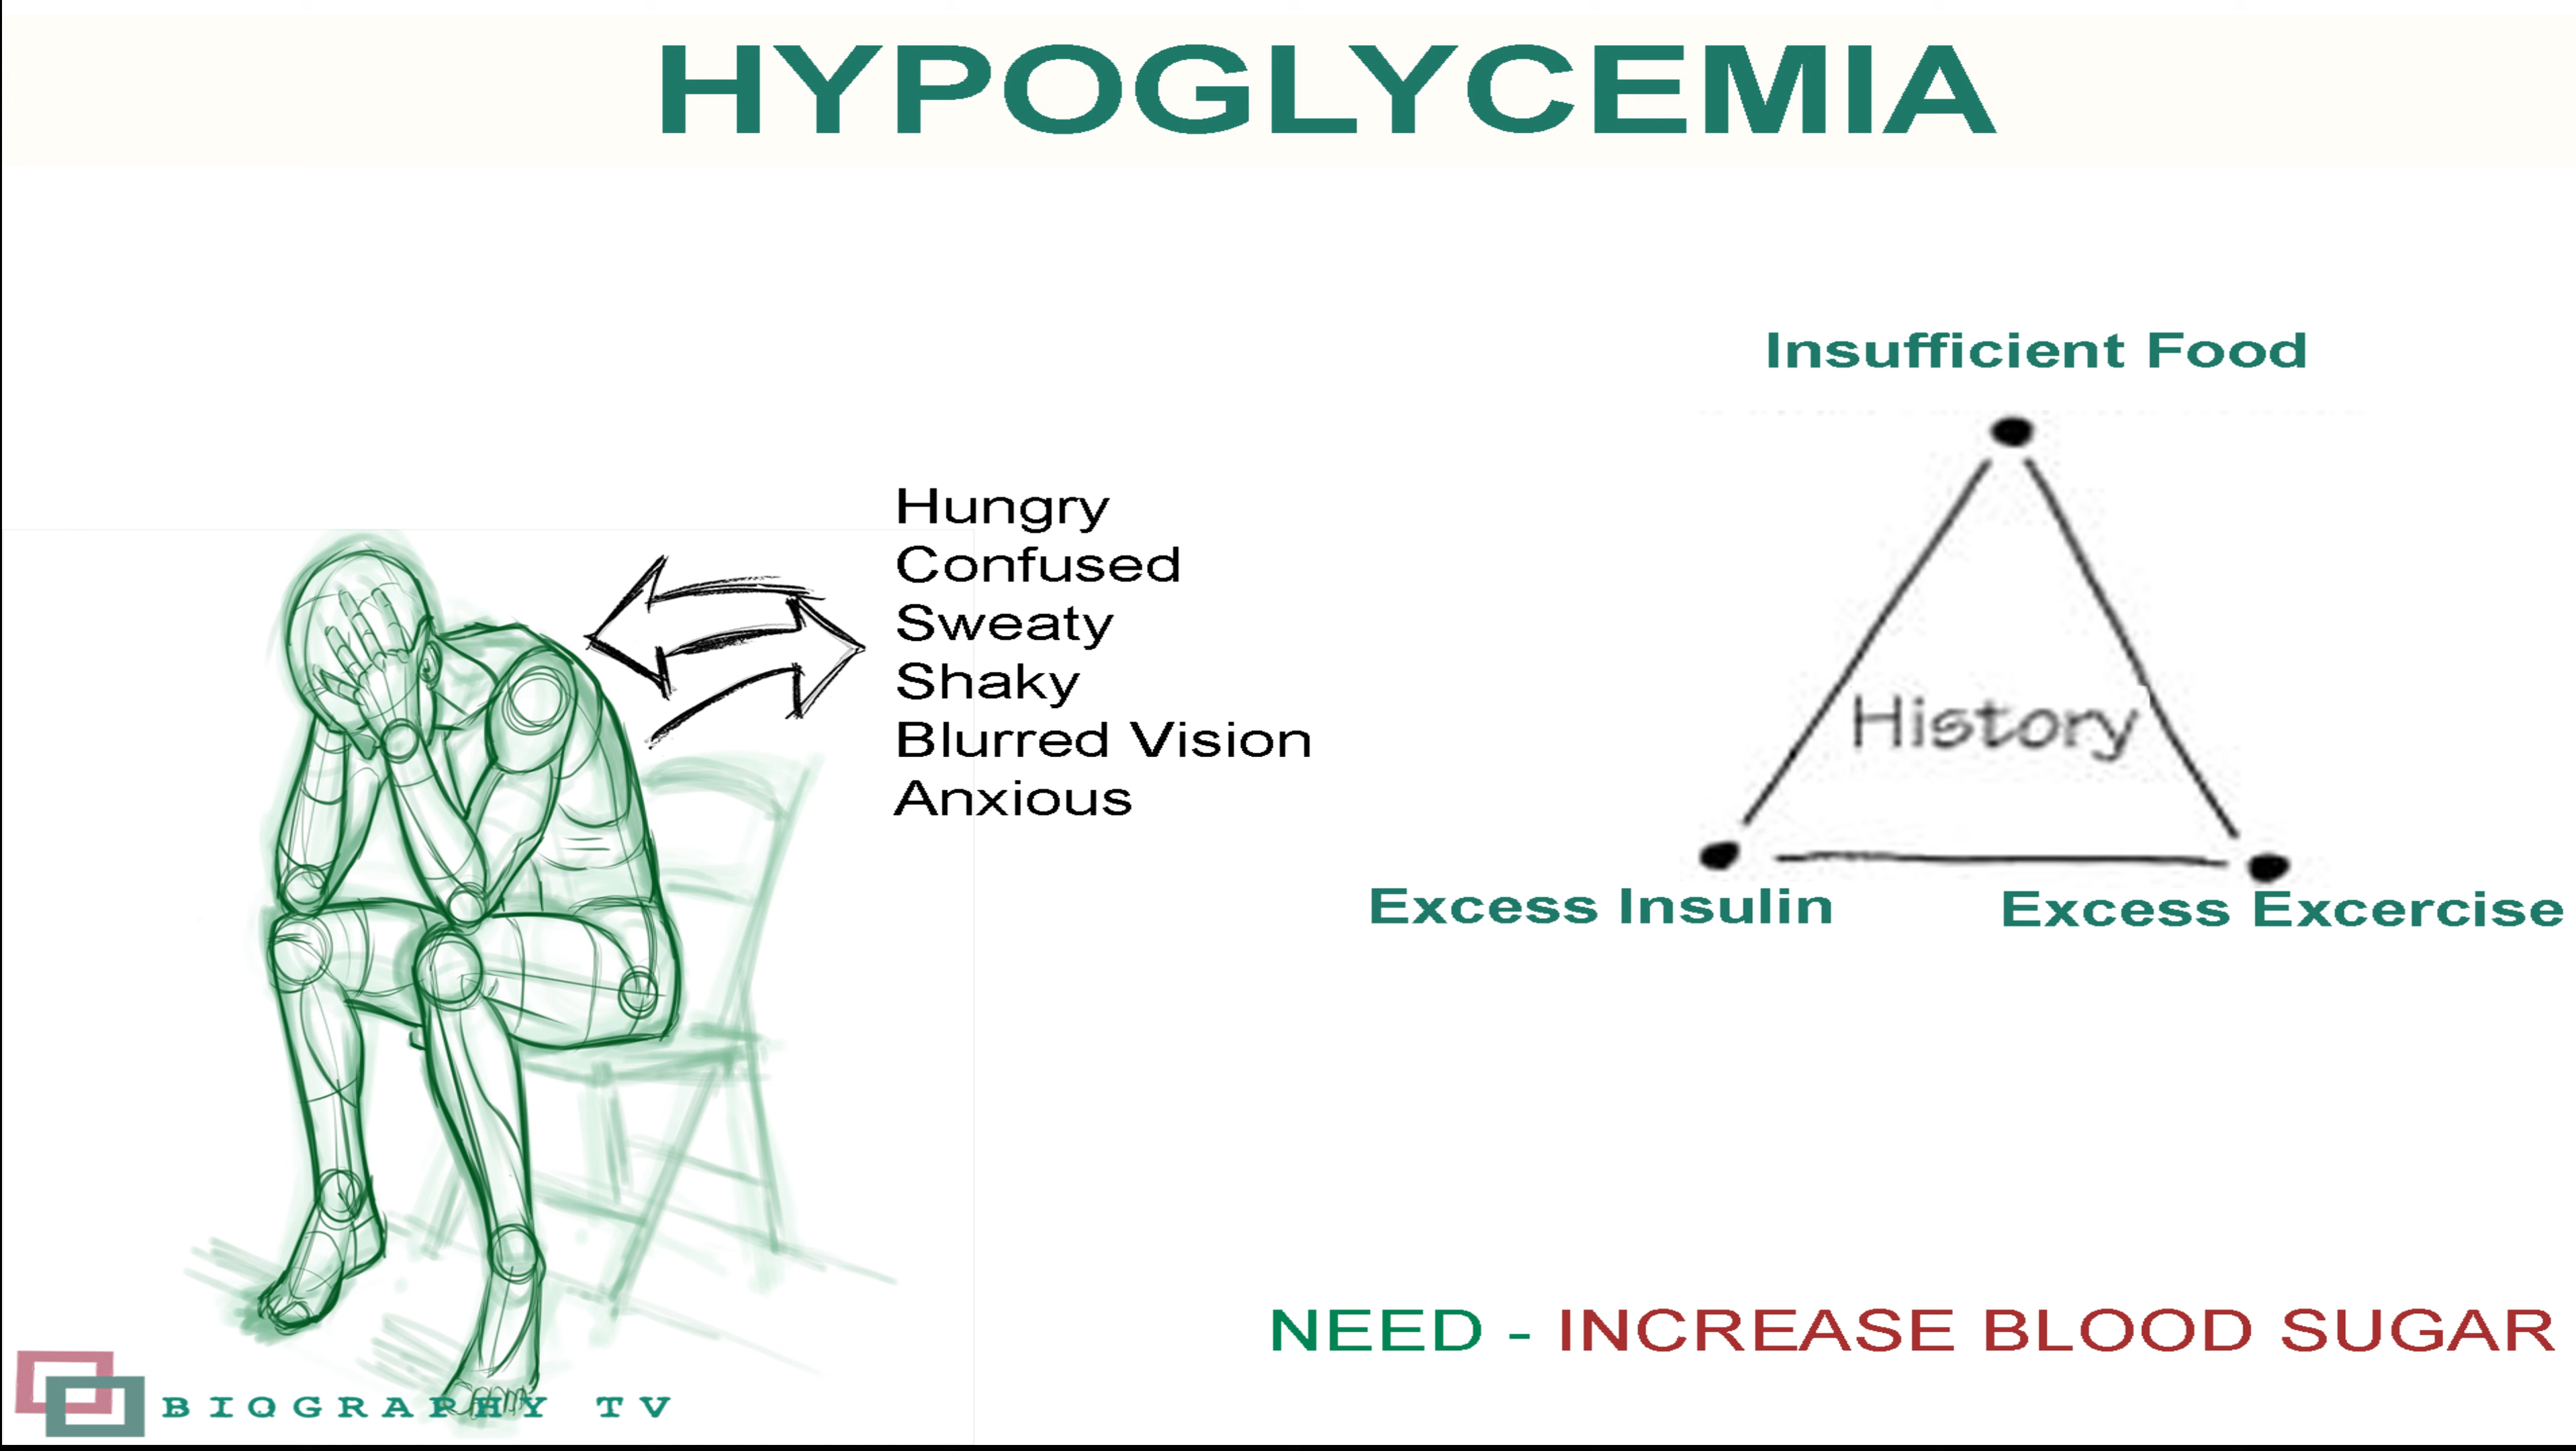 HYPOGLYCEMIA
Hungry
Confused
Sweaty
Shaky
Blurred Vision
Anxious
Insufficient Food
History
Excess Insulin
Excess Excercise
NEED - INCREASE BLOOD SUGAR
BIOGRAPHY TV